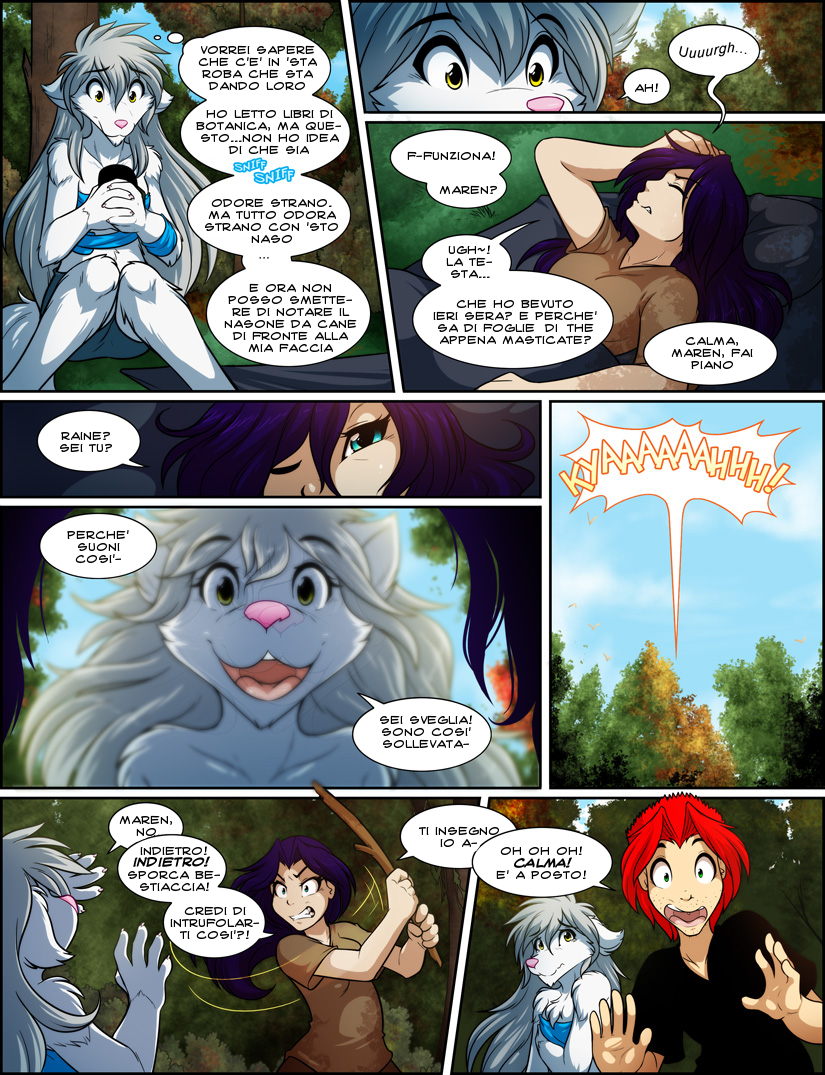 VORREI SAPERE
CHE C'E' IN 'STA
ROBA CHE STA
DANDO LORO
HO LETTO LIBRI DI
BOTANICA, MA QUE-
STO...NON HO IDEA
DI CHE SIA
SNIFF
SNIFF
ODORE STRANO.
MA TUTTO ODORA
STRANO CON 'STO
NASO
...
E ORA NON
POSSO SMETTE-
RE DI NOTARE IL
NASONE DA CANE
DI FRONTE ALLA
MIA FACCIA
AH!
Uuuurgh...
F-FUNZIONA!
MAREN?
UGH~!
LA TE-
STA...
CHE HO BEVUTO
IERI SERA? E PERCHE'
SA DI FOGLIE DI THE
APPENA MASTICATE?
CALMA,
MAREN, FAI
PIANO
RAINE?
SEI TU?
PERCHE'
SUONI
COSI'-
SEI SVEGLIA!
SONO COSI'
SOLLEVATA-
KYAAAAAAAHHH!
MAREN,
NO
INDIETRO!
INDIETRO!
SPORCA BE-
STIACCIA!
CREDI DI
INTRUFOLAR-
TI COSI'?!
TI INSEGNO
IO A-
OH OH OH!
CALMA!
E' A POSTO!